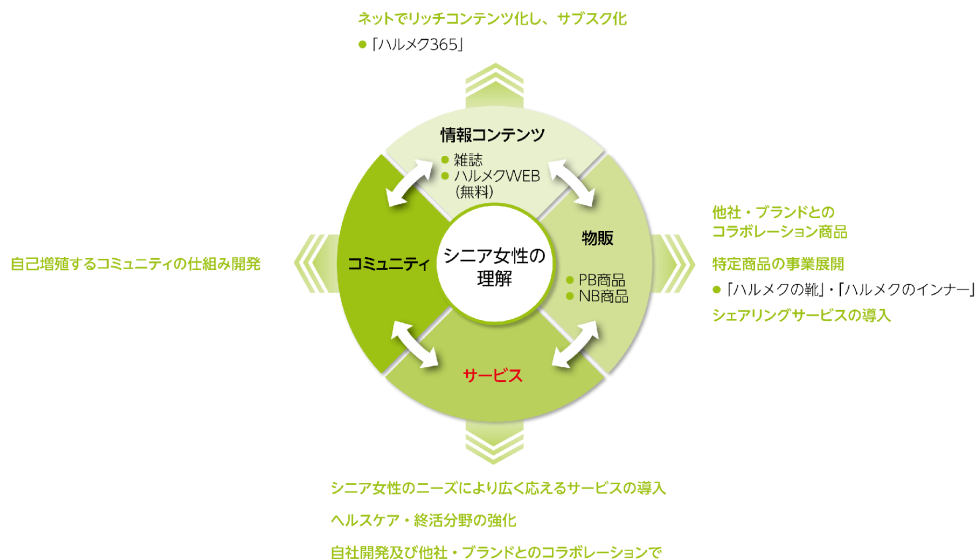 ネットでリッチコンテンツ化し、サブスク化
●「ハルメク365」
情報コンテンツ
● 雑誌
● ハルメクWEB
(無料)
物販
● PB商品
● NB商品
シニア女性の
理解
コミュニティ
サービス
自己増殖するコミュニティの仕組み開発
他社・ブランドとの
コラボレーション商品
特定商品の事業展開
●「ハルメクの靴」・「ハルメクのインナー」
シェアリングサービスの導入
シニア女性のニーズにより広く応えるサービスの導入
ヘルスケア・終活分野の強化
自社開発及び他社・ブランドとのコラボレーションで